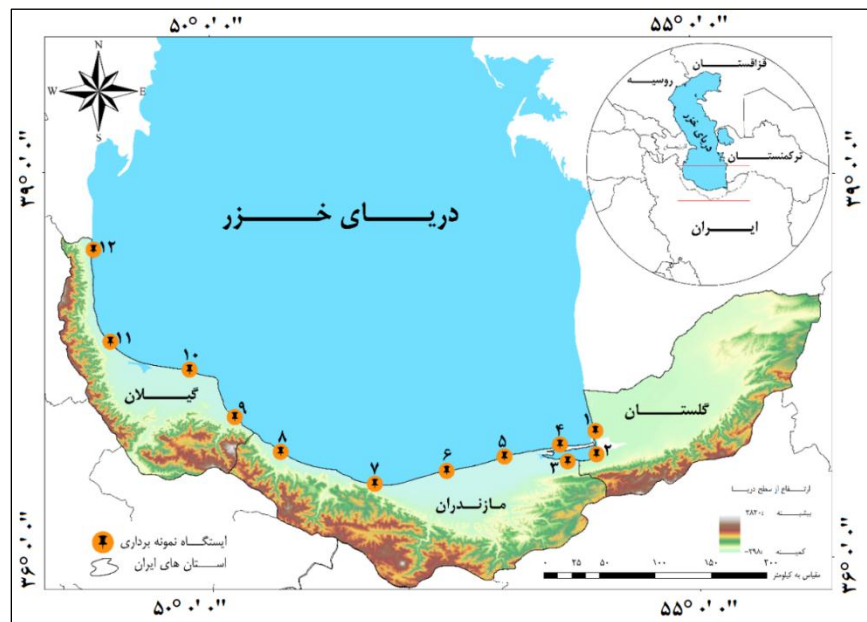 ۵۰° ۰' ۰"
۵۵° ۰' ۰"
N
W
E
S
قزاقستان
روسیه
دریای خزر
ترکمنستان
ایران
۳۹° ۰' ۰"
۳۹° ۰' ۰"
دریای خزر
۱۲
۱۱
۱۰
گیلان
۹
۸
۷
۶
۵
۴
۳
۲
۱
گلستان
مازندران
ارتفاع از سطح دریا
بیشینه
کمینه
ایستگاه نمونه برداری
استان های ایران
۰
۲۵
۵۰
۱۰۰
۱۵۰
۲۰۰
مقیاس به کیلومتر
۳۶° ۰' ۰"
۳۶° ۰' ۰"
۵۰° ۰' ۰"
۵۵° ۰' ۰"